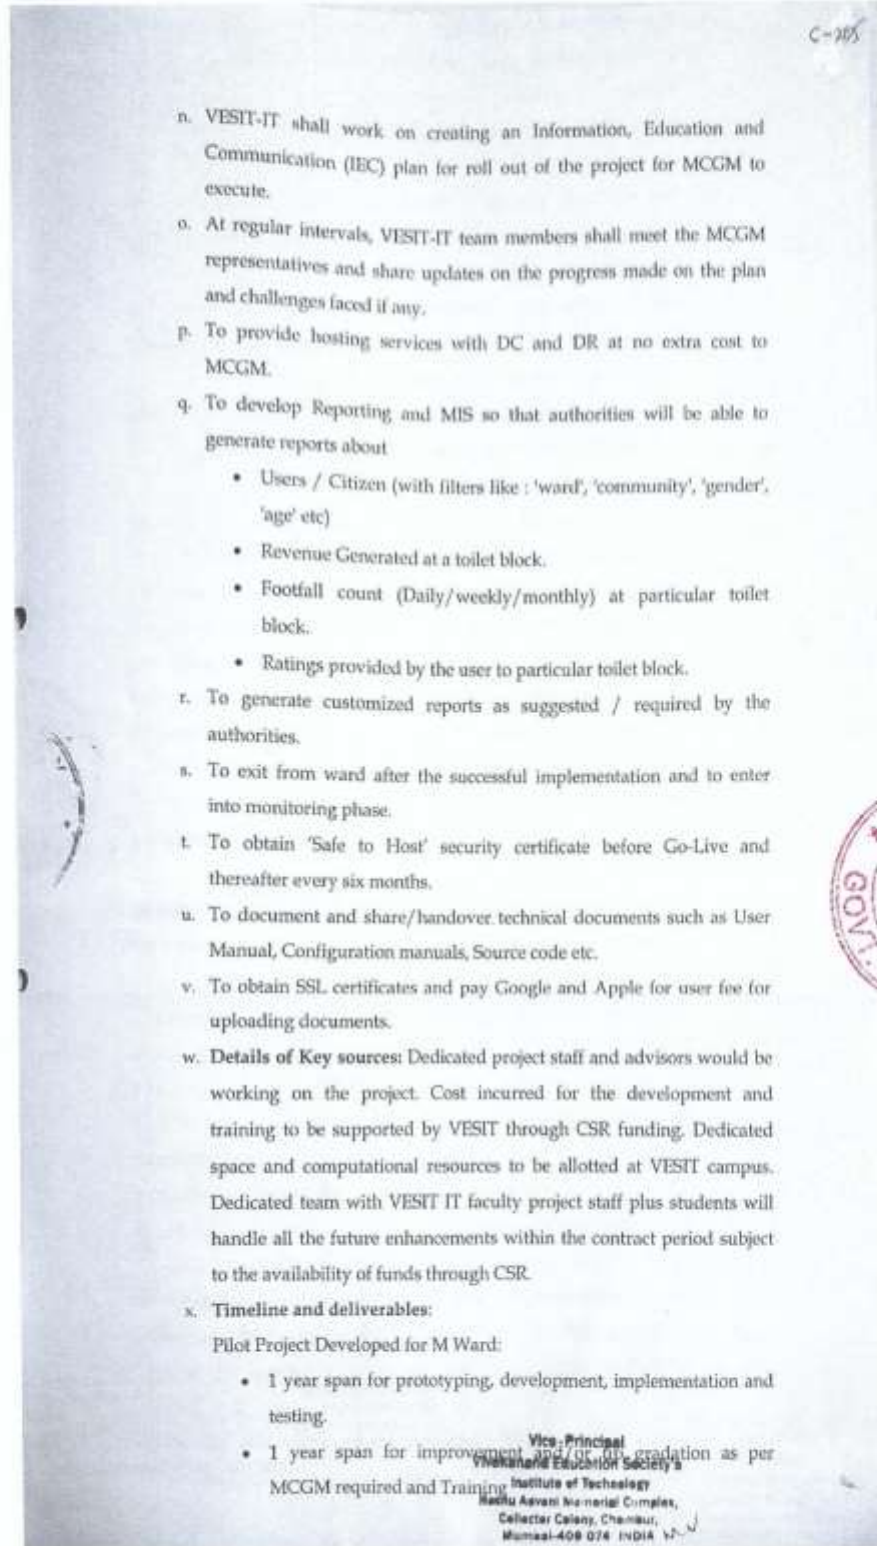 n. VESIT-IT shall work on creating an Information, Education and
Communication (IEC) plan for roll out of the project for MCGM to
execute.
o. At regular intervals, VESIT-IT team members shall meet the MCGM
representatives and share updates on the progress made on the plan
and challenges faced if any.
p. To provide hosting services with DC and DR at no extra cost to
MCGM.
q. To develop Reporting and MIS so that authorities will be able to
generate reports about
• Users / Citizen (with filters like : 'ward', 'community', 'gender',
'age' etc)
• Revenue Generated at a toilet block.
• Footfall count (Daily/weekly/monthly) at particular toilet
block.
• Ratings provided by the user to particular toilet block.
r. To generate customized reports as suggested / required by the
authorities.
s. To exit from ward after the successful implementation and to enter
into monitoring phase.
t. To obtain 'Safe to Host' security certificate before Go-Live and
thereafter every six months.
GOVT.
u. To document and share/handover technical documents such as User
Manual, Configuration manuals, Source code etc.
v. To obtain SSL certificates and pay Google and Apple for user fee for
uploading documents.
w. Details of Key sources: Dedicated project staff and advisors would be
working on the project. Cost incurred for the development and
training to be supported by VESIT through CSR funding. Dedicated
space and computational resources to be allotted at VESIT campus.
Dedicated team with VESIT IT faculty project staff plus students will
handle all the future enhancements within the contract period subject
to the availability of funds through CSR.
x. Timeline and deliverables:
Pilot Project Developed for M Ward:
• 1 year span for prototyping, development, implementation and
testing.
• 1 year span for improvement and/or gradation as per
MCGM required and Training
Vice-Principal
Vivekanand Education Society's
Institute of Technology
Advani Memorial Complex,
Collector Colony, Chembur,
INDIA